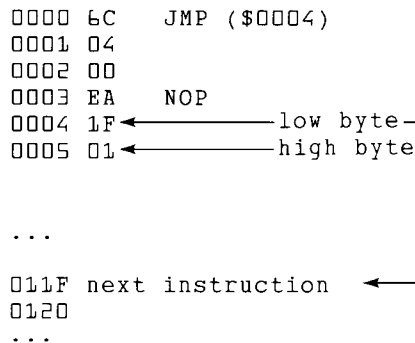 0000 6C JMP ($0004)
0001 04
0002 00
0003 EA NOP
0004 1F low byte
0005 01 high byte
...
011F next instruction
0120
...